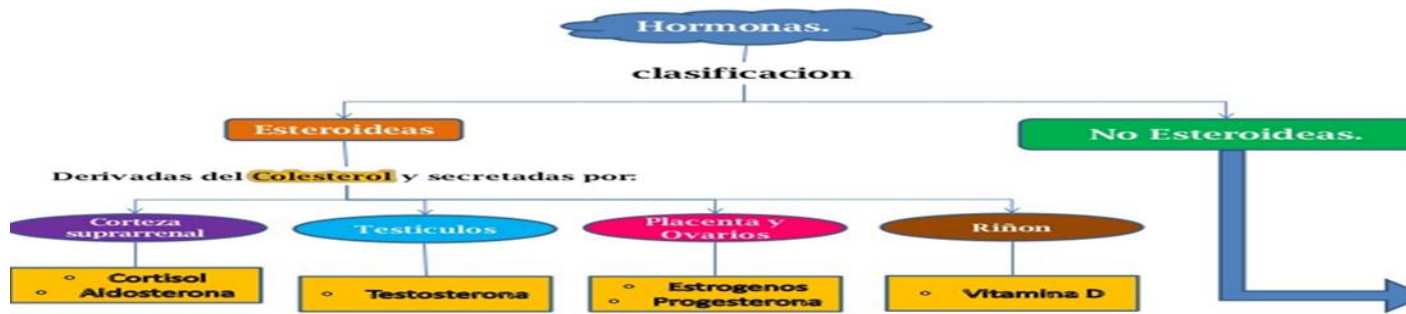 Hormonas.
clasificacion
Esteroideas
No Esteroideas.
Derivadas del Colesterol y secretadas por:
Corteza
suprarrenal
Testiculos
Placenta y
Ovarios
Riñon
Cortisol
Aldosterona
Testosterona
Estrogenos
Progesterona
Vitamina D